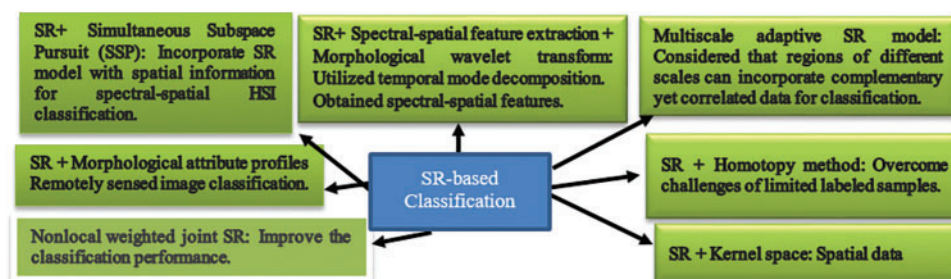 SR+ Simultaneous Subspace
Pursuit (SSP): Incorporate SR
model with spatial information
for spectral-spatial HSI
classification.
SR+ Spectral-spatial feature extraction +
Morphological wavelet transform:
Utilized temporal mode decomposition.
Obtained spectral-spatial features.
Multiscale adaptive SR model:
Considered that regions of different
scales can incorporate complementary
yet correlated data for classification.
SR + Morphological attribute profiles
Remotely sensed image classification.
SR-based
Classification
SR + Homotopy method: Overcome
challenges of limited labeled samples.
Nonlocal weighted joint SR: Improve the
classification performance.
SR + Kernel space: Spatial data